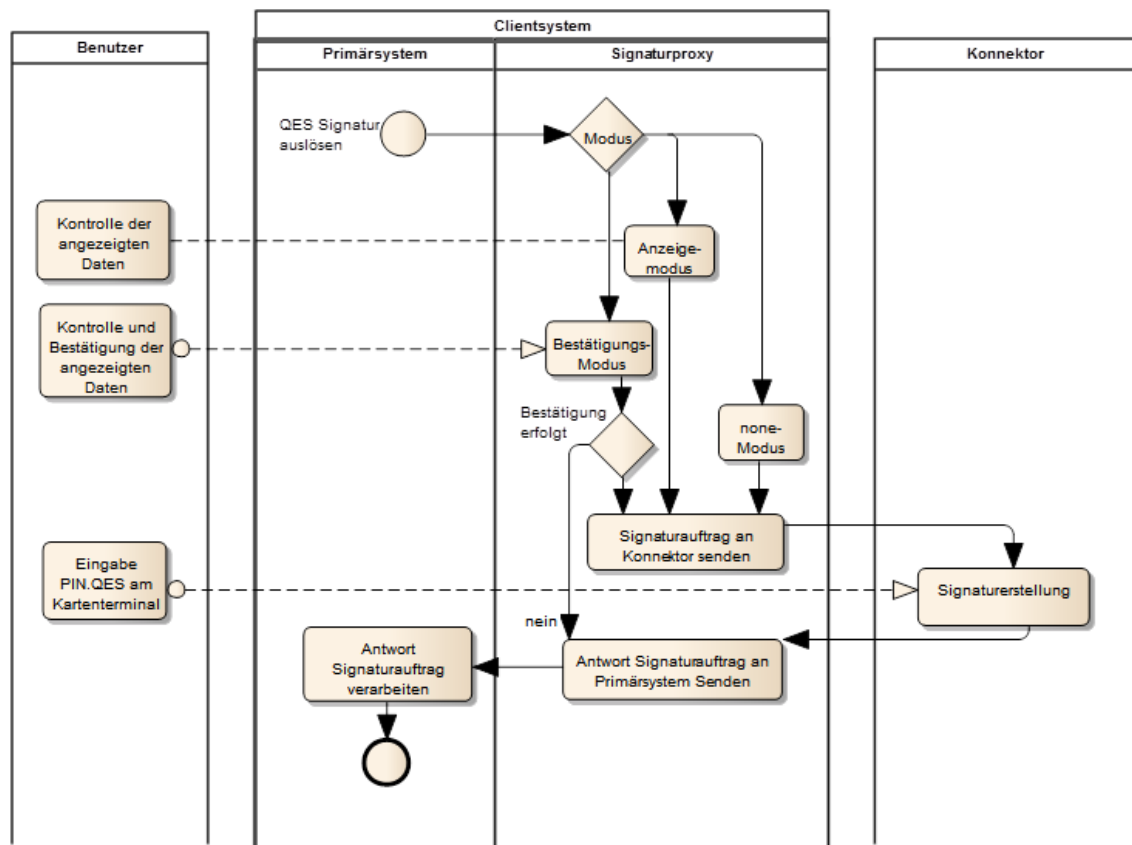 Clientsystem
Benutzer
Primärsystem
Signaturproxy
Konnektor
QES Signatur
auslösen
Modus
Kontrolle der
angezeigten
Daten
Anzeige-
modus
Kontrolle und
Bestätigung der
angezeigten
Daten
Bestätigungs-
Modus
Bestätigung
erfolgt
none-
Modus
Signaturauftrag an
Konnektor senden
Eingabe
PIN.QES am
Kartenterminal
Signaturerstellung
nein
Antwort
Signaturauftrag
verarbeiten
Antwort Signaturauftrag an
Primärsystem Senden